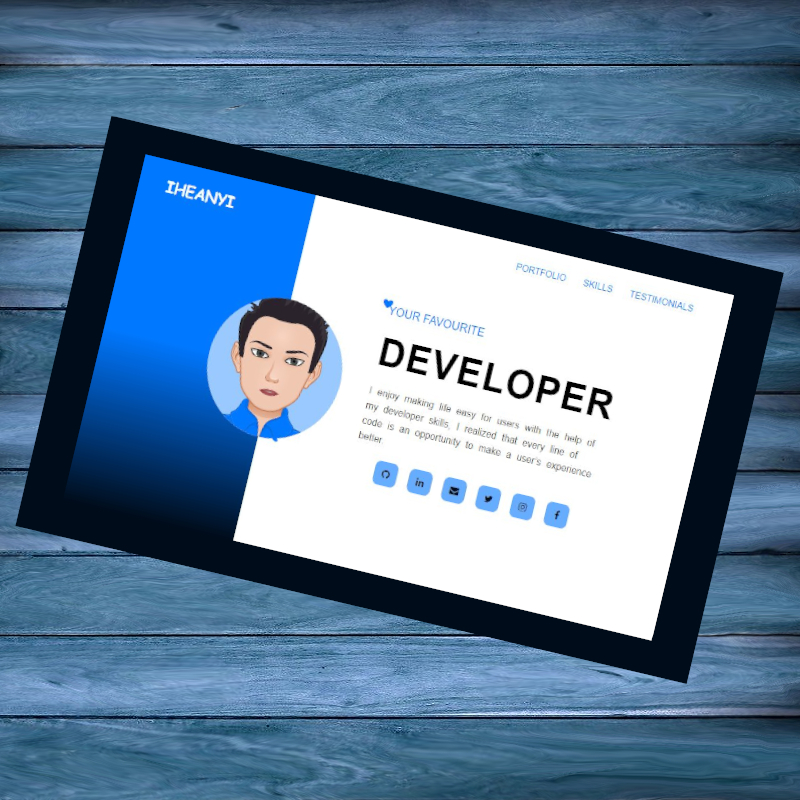 IHEANYI
PORTFOLIO SKILLS TESTIMONIALS
YOUR FAVOURITE
DEVELOPER
I enjoy making life easy for users with the help of
my developer skills, I realized that every line of
code is an opportunity to make a user's experience
better
in
f